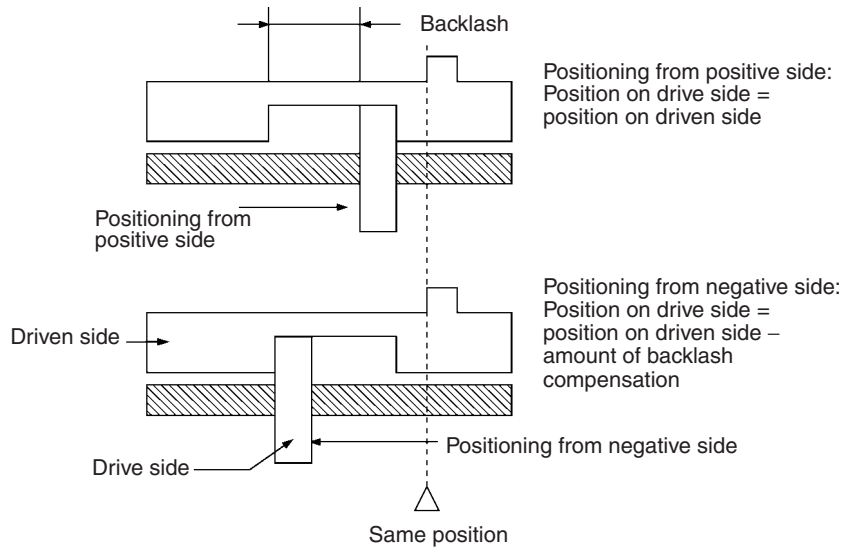 Backlash
Positioning from positive side:
Position on drive side =
position on driven side
Positioning from
positive side
Positioning from negative side:
Position on drive side =
position on driven side –
amount of backlash
compensation
Driven side
Positioning from negative side
Drive side
Same position